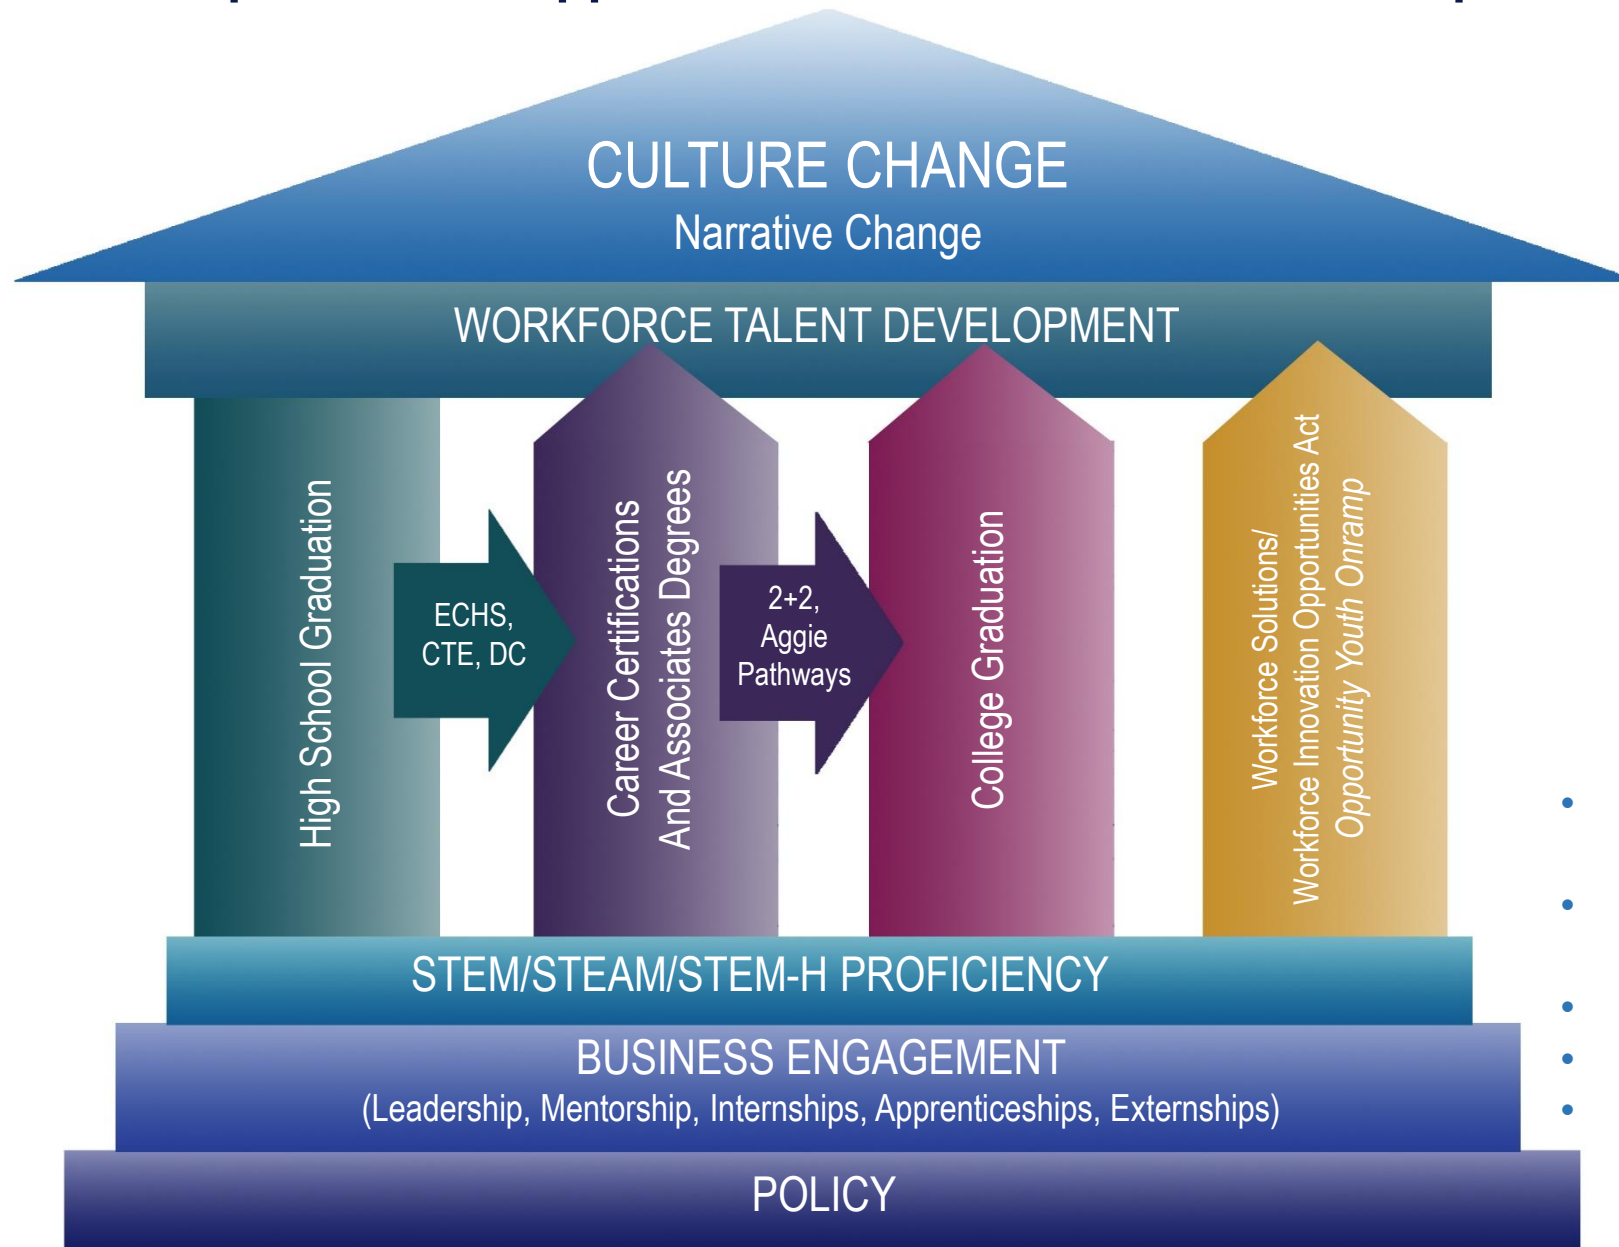 CULTURE CHANGE
Narrative Change
WORKFORCE TALENT DEVELOPMENT
High School Graduation
ECHS,
CTE, DC
Career Certifications
And Associates Degrees
2+2,
Aggie
Pathways
College Graduation
Workforce Solutions/
Workforce Innovation Opportunities Act
Opportunity Youth Onramp
STEM/STEAM/STEM-H PROFICIENCY
BUSINESS ENGAGEMENT
(Leadership, Mentorship, Internships, Apprenticeships, Externships)
POLICY